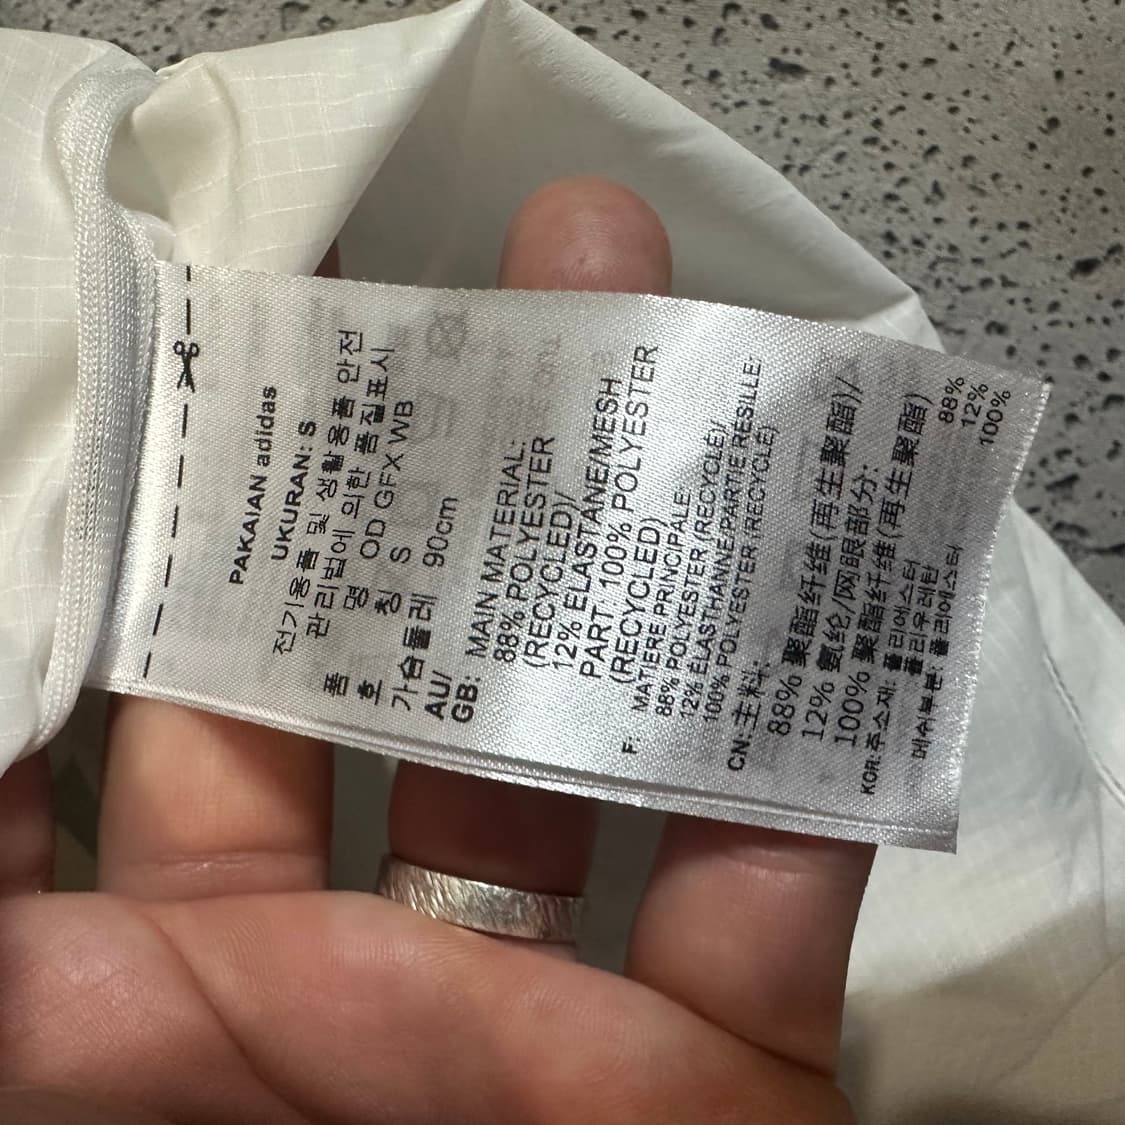 PAKAIAN adidas
UKURAN: S
전기용품 및 생활용품 안전
관리법에 의한 품질표시
품 명 OD GFX WB
호 칭 S
가슴둘레 90cm
AU/
GB: MAIN MATERIAL:
88% POLYESTER
(RECYCLED)/
12% ELASTANE/MESH
PART 100% POLYESTER
(RECYCLED)
F: MATIERE PRINCIPALE:
88% POLYESTER (RECYCLÉ)/
12% ÉLASTHANNE/PARTIE RESILLE:
100% POLYESTER (RECYCLÉ)
CN: 主料:
88% 聚酯纤维(再生聚酯)/
12% 氨纶/网眼部分:
100% 聚酯纤维(再生聚酯)
KOR: 주소재: 폴리에스터 88%
폴리우레탄 12%
메쉬부분: 폴리에스터 100%